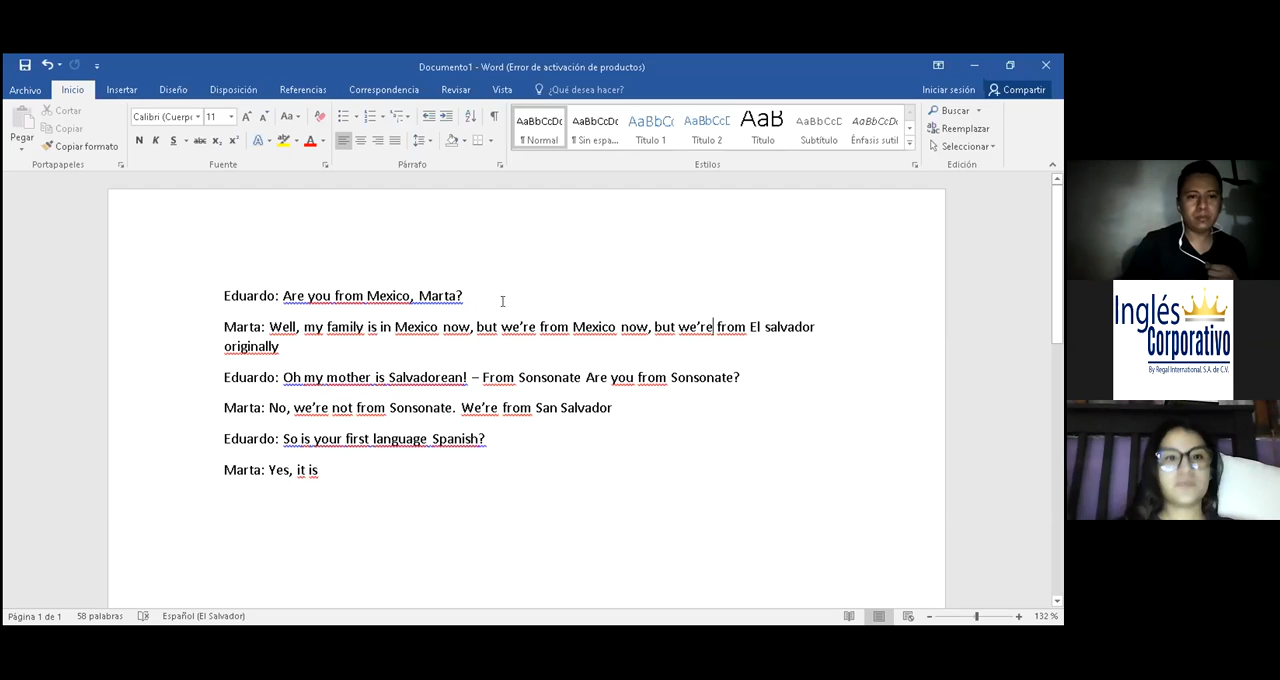 Documento1 - Word (Error de activación de productos)
Archivo Inicio Insertar Diseño Disposición Referencias Correspondencia Revisar Vista ¿Qué desea hacer? Iniciar sesión Compartir
Pegar
Cortar
Copiar
Copiar formato
Portapapeles
Calibri (Cuerpo 11
Aa
N K S abc x₂ x²
Fuente
Párrafo
AaBbCcDc AaBbCcDc AaBbC( AaBbCcD AaB AaBbCcD AaBbCcDc
¶ Normal ¶ Sin espa... Título 1 Título 2 Título Subtítulo Énfasis sutil
Estilos
Buscar
Reemplazar
Seleccionar
Edición
Eduardo: Are you from Mexico, Marta?
Marta: Well, my family is in Mexico now, but we’re from Mexico now, but we’re from El salvador
originally
Eduardo: Oh my mother is Salvadorean! – From Sonsonate Are you from Sonsonate?
Marta: No, we’re not from Sonsonate. We’re from San Salvador
Eduardo: So is your first language Spanish?
Marta: Yes, it is
Página 1 de 1 58 palabras Español (El Salvador) 132 %
Inglés
Corporativo
By Regal International, S.A. de C.V.